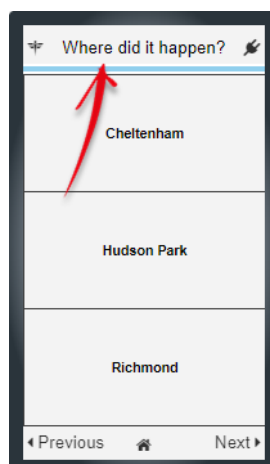 Where did it happen?
Cheltenham
Hudson Park
Richmond
Previous Next